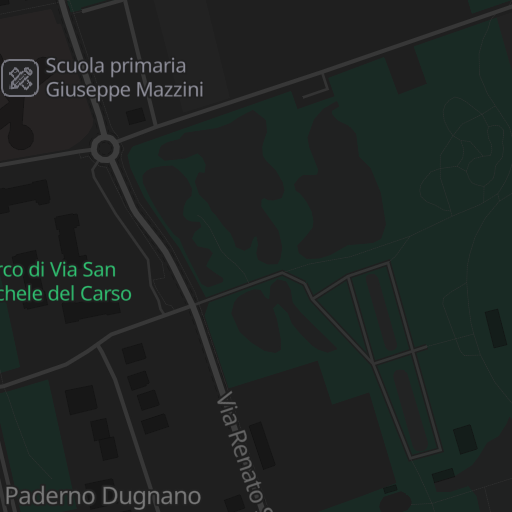 Scuola primaria
Giuseppe Mazzini
rco di Via San
chele del Carso
Via Renato
Paderno Dugnano